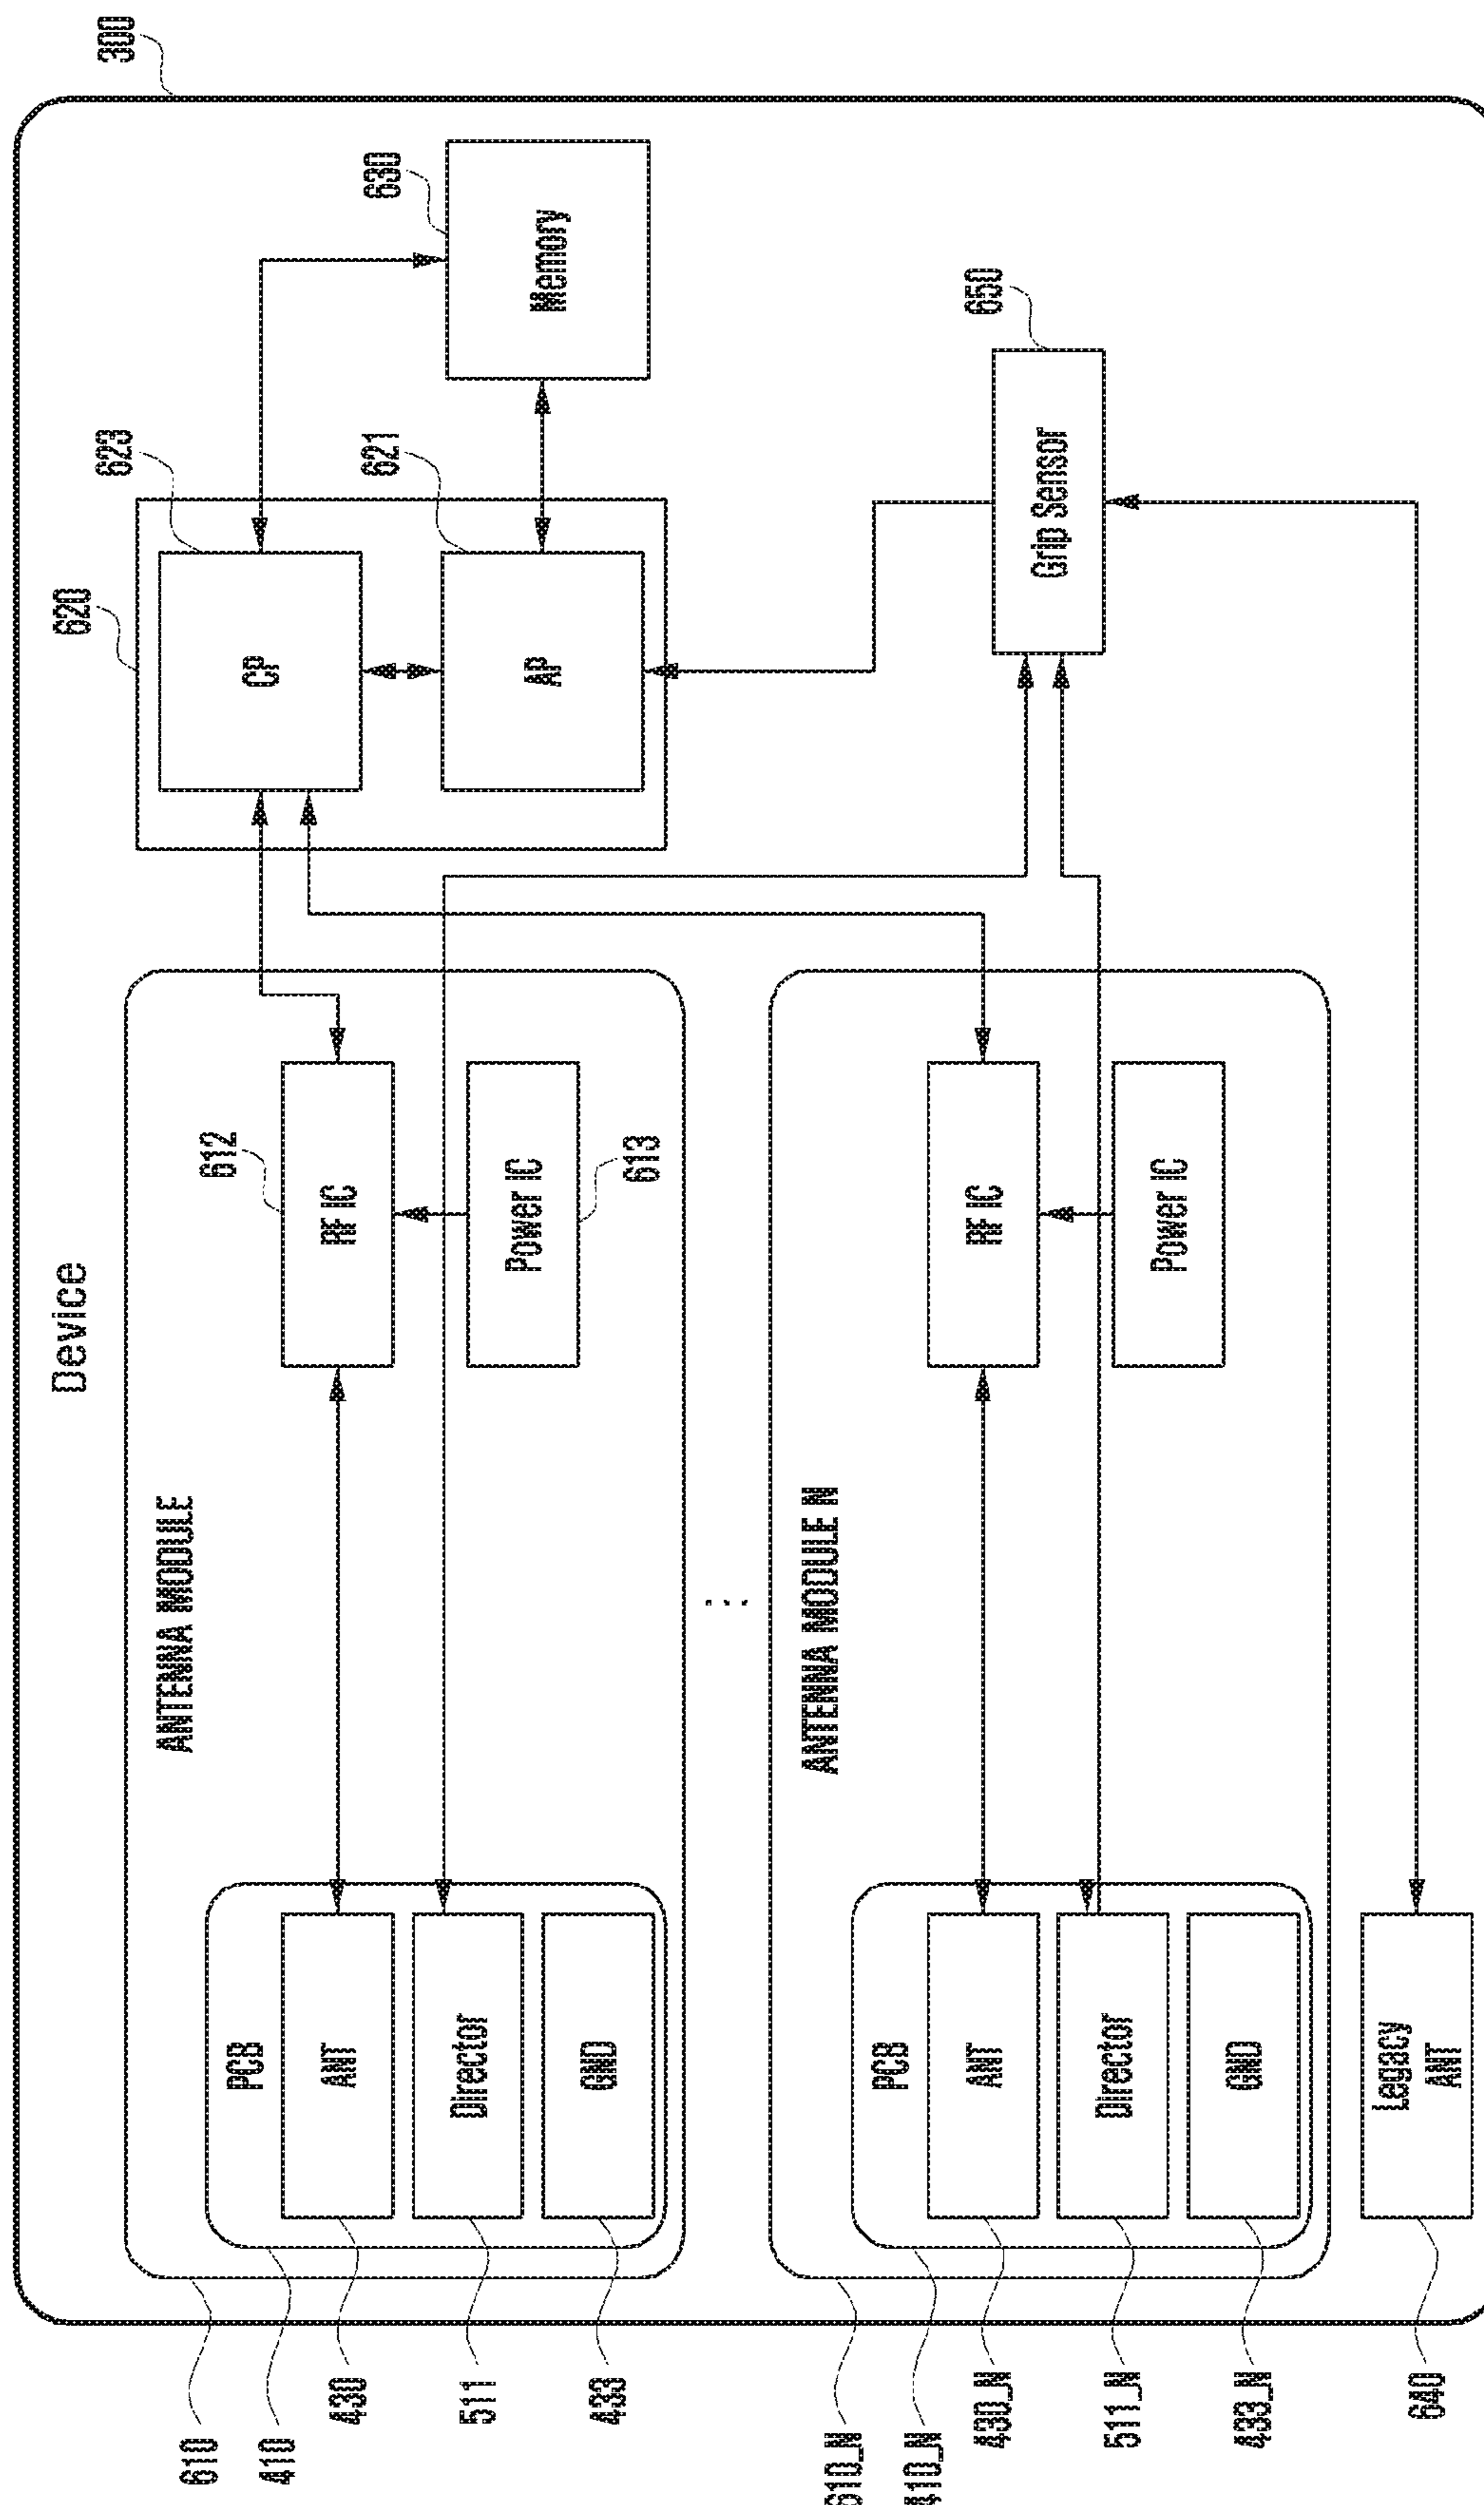 300
Device
ANTENNA MODULE
610
PCB
410
ANT
430
Director
511
GND
433
RF IC
612
Power IC
613
620
CP
623
AP
621
Memory
630
ANTENNA MODULE N
610_N
PCB
410_N
ANT
430_N
Director
511_N
GND
433_N
RF IC
Power IC
Grip Sensor
650
Legacy
ANT
640